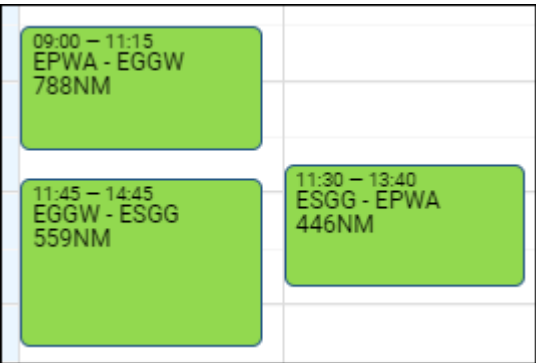 09:00 – 11:15
EPWA - EGGW
788NM
11:45 – 14:45
EGGW - ESGG
559NM
11:30 – 13:40
ESGG - EPWA
446NM